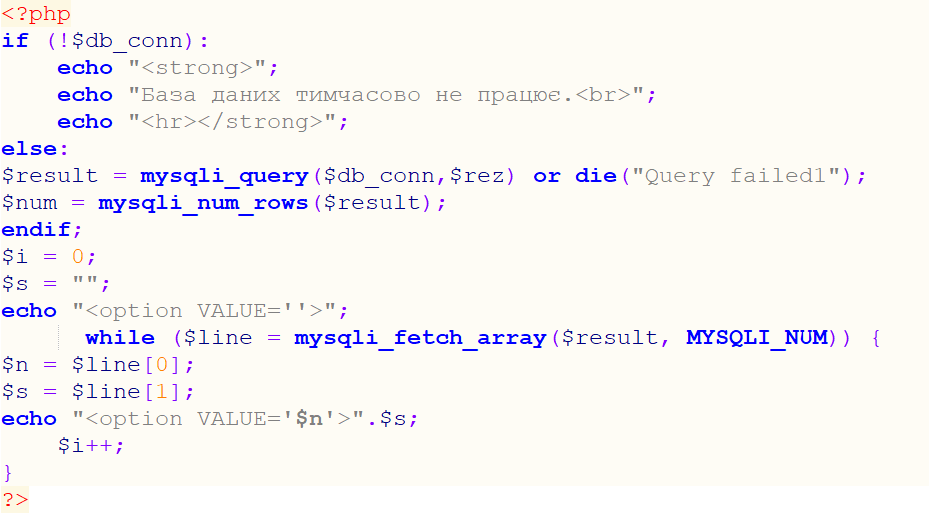 <?php
if (!$db_conn):
    echo "<strong>";
    echo "База даних тимчасово не працює.<br>";
    echo "<hr></strong>";
else:
$result = mysqli_query($db_conn,$rez) or die("Query failed1");
$num = mysqli_num_rows($result);
endif;
$i = 0;
$s = "";
echo "<option VALUE=''>";
      while ($line = mysqli_fetch_array($result, MYSQLI_NUM)) {
$n = $line[0];
$s = $line[1];
echo "<option VALUE='$n'>".$s;
    $i++;
}
?>